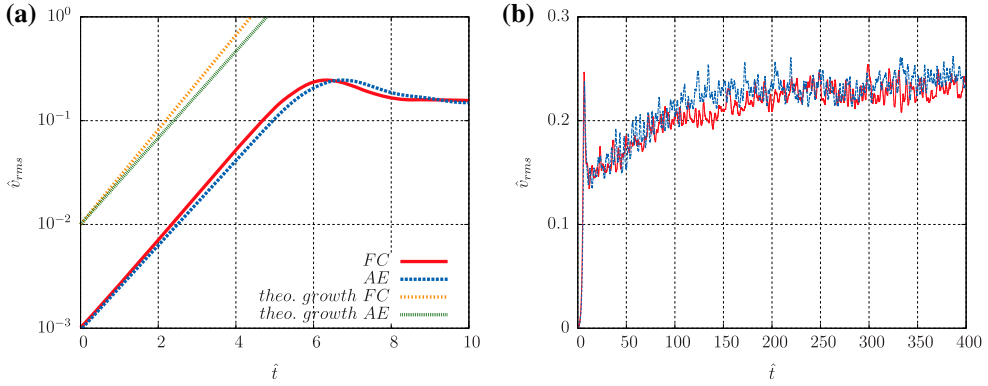 (a)
10^0
10^{-1}
10^{-2}
10^{-3}
v̂_{rms}
0
2
4
6
8
10
t̂
FC
AE
theo. growth FC
theo. growth AE
(b)
0.3
0.2
0.1
0
v̂_{rms}
0
50
100
150
200
250
300
350
400
t̂